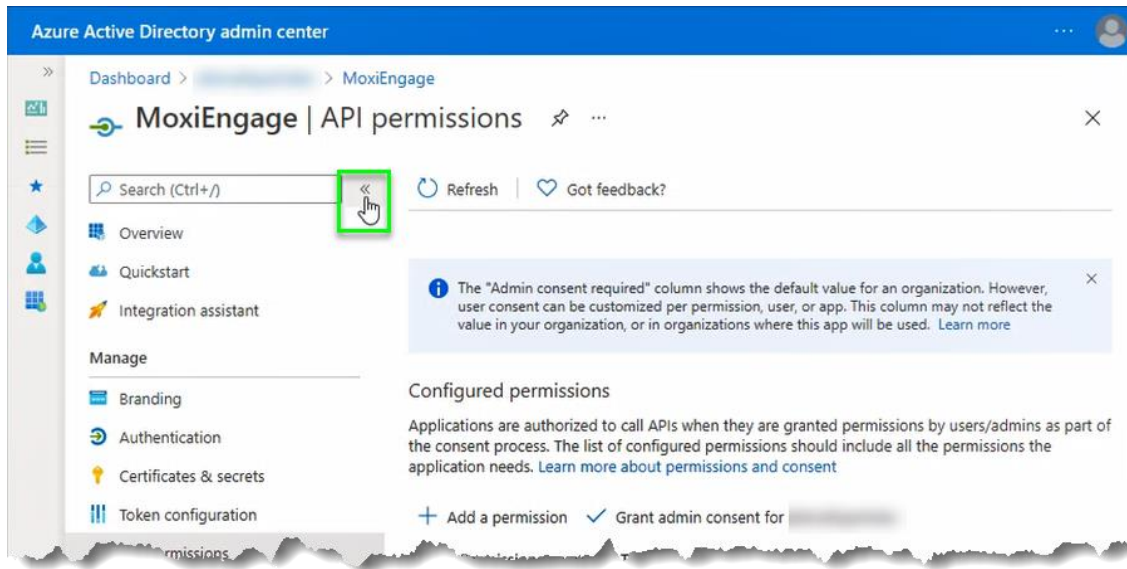 Azure Active Directory admin center
Dashboard > > MoxiEngage
MoxiEngage | API permissions
Search (Ctrl+/)
Refresh
Got feedback?
Overview
Quickstart
Integration assistant
The "Admin consent required" column shows the default value for an organization. However,
user consent can be customized per permission, user, or app. This column may not reflect the
value in your organization, or in organizations where this app will be used. Learn more
Manage
Branding
Authentication
Certificates & secrets
Token configuration
Configured permissions
Applications are authorized to call APIs when they are granted permissions by users/admins as part of
the consent process. The list of configured permissions should include all the permissions the
application needs. Learn more about permissions and consent
Add a permission
Grant admin consent for